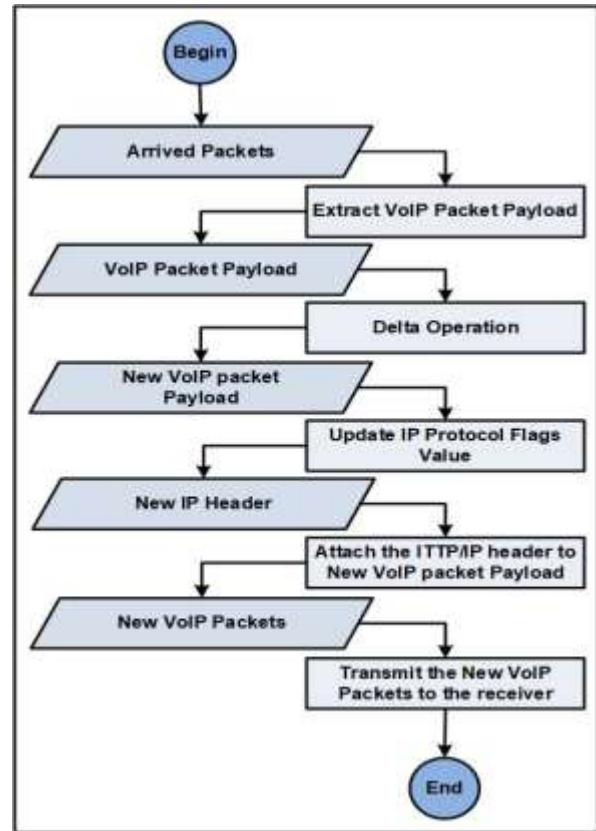 Begin
Arrived Packets
Extract VoIP Packet Payload
VoIP Packet Payload
Delta Operation
New VoIP packet
Payload
Update IP Protocol Flags
Value
New IP Header
Attach the ITTP/IP header to
New VoIP packet Payload
New VoIP Packets
Transmit the New VoIP
Packets to the receiver
End